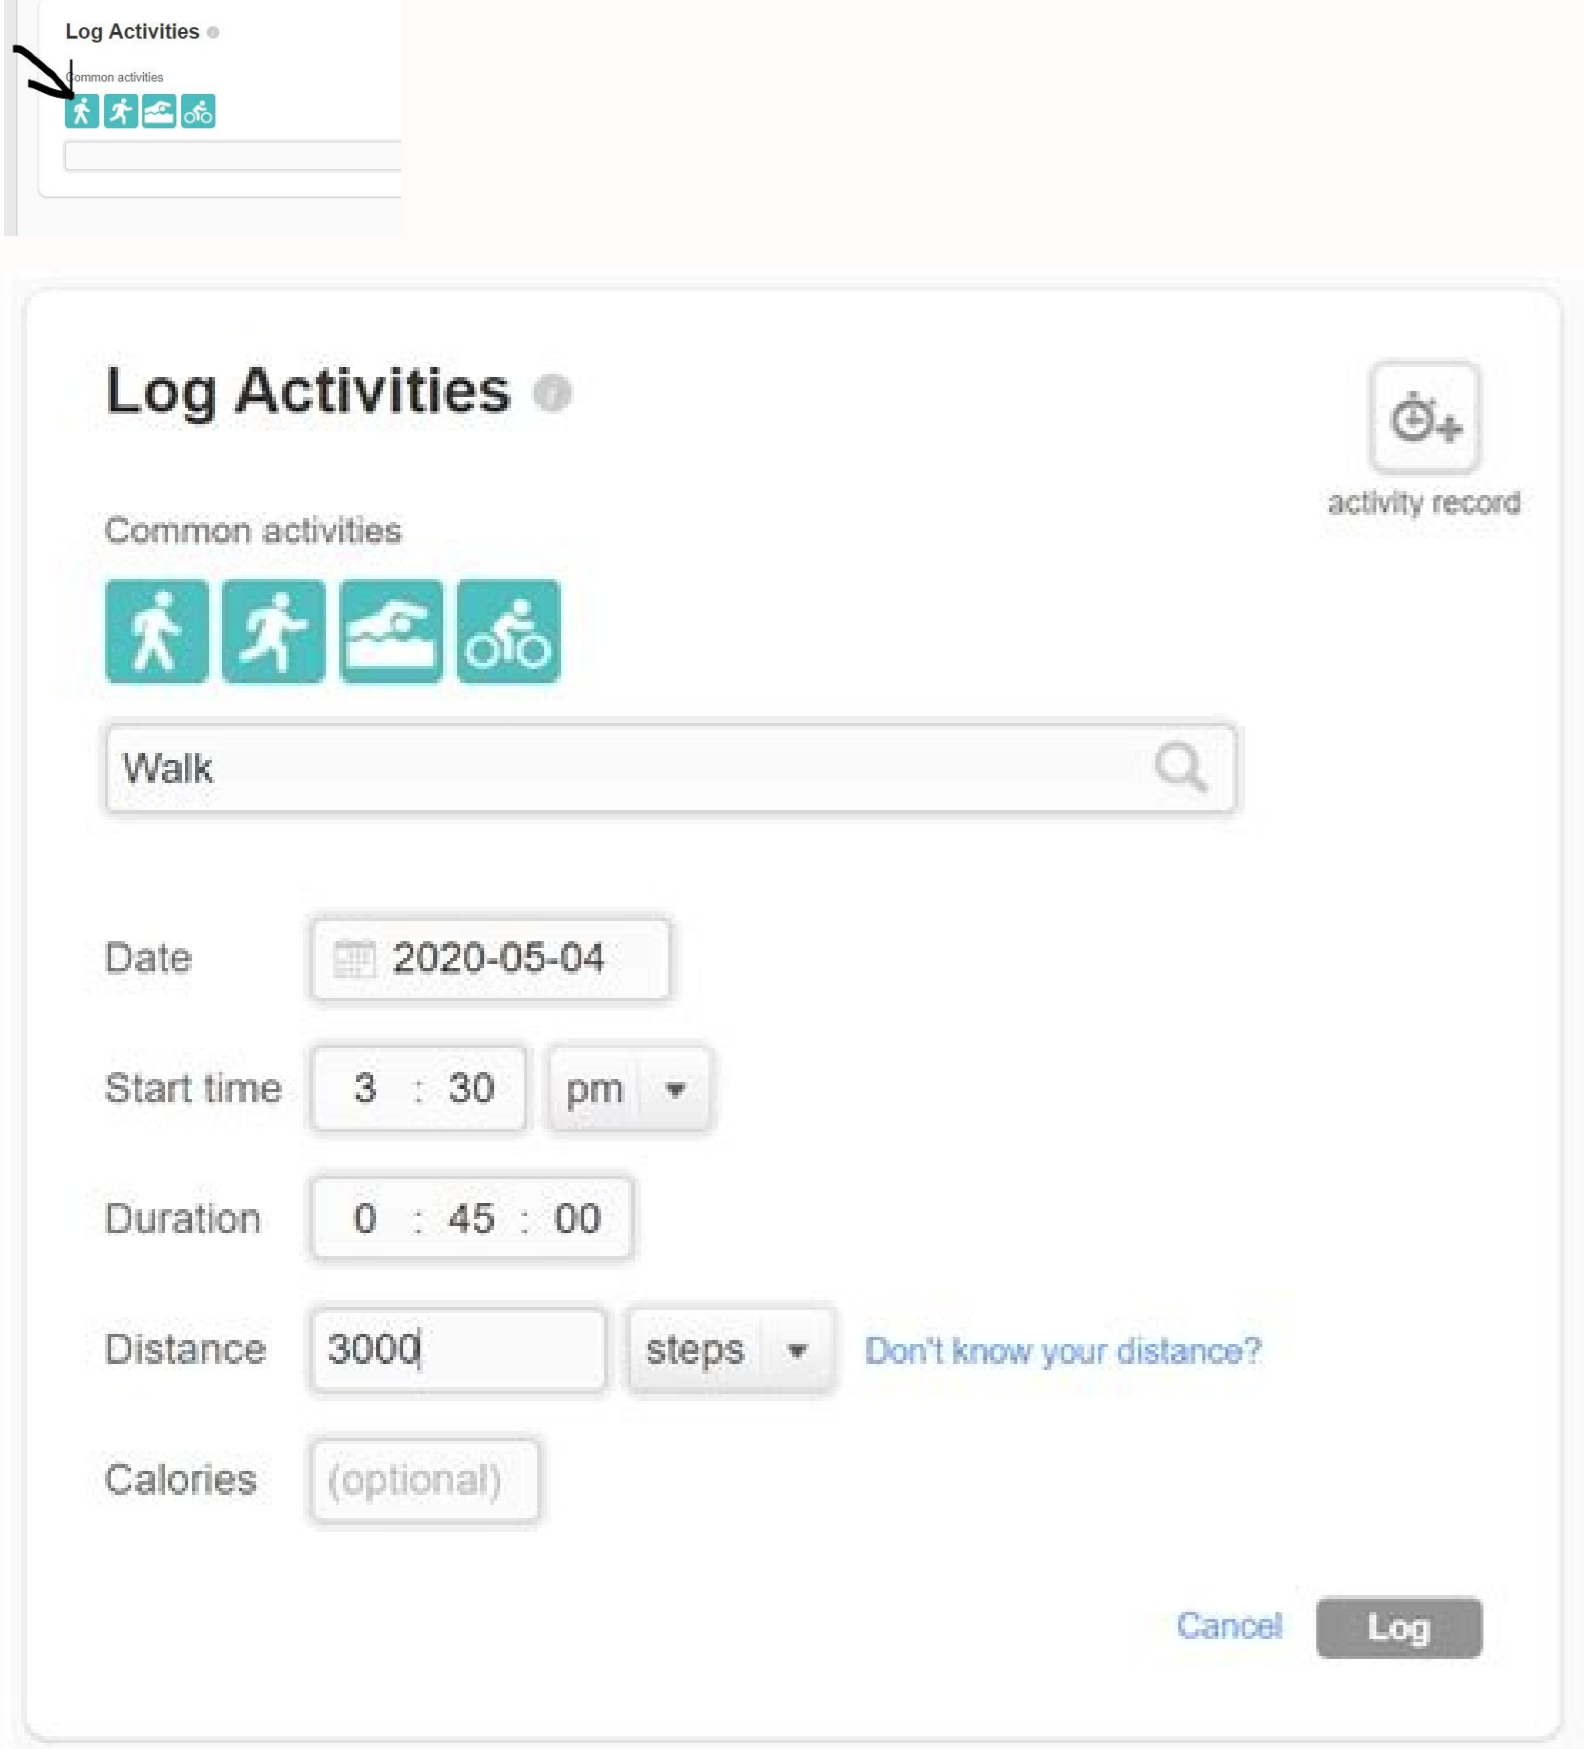 Log Activities
Common activities
Log Activities
activity record
Common activities
Walk
Date 2020-05-04
Start time 3 : 30 pm
Duration 0 : 45 : 00
Distance 3000 steps Don't know your distance?
Calories (optional)
Cancel Log